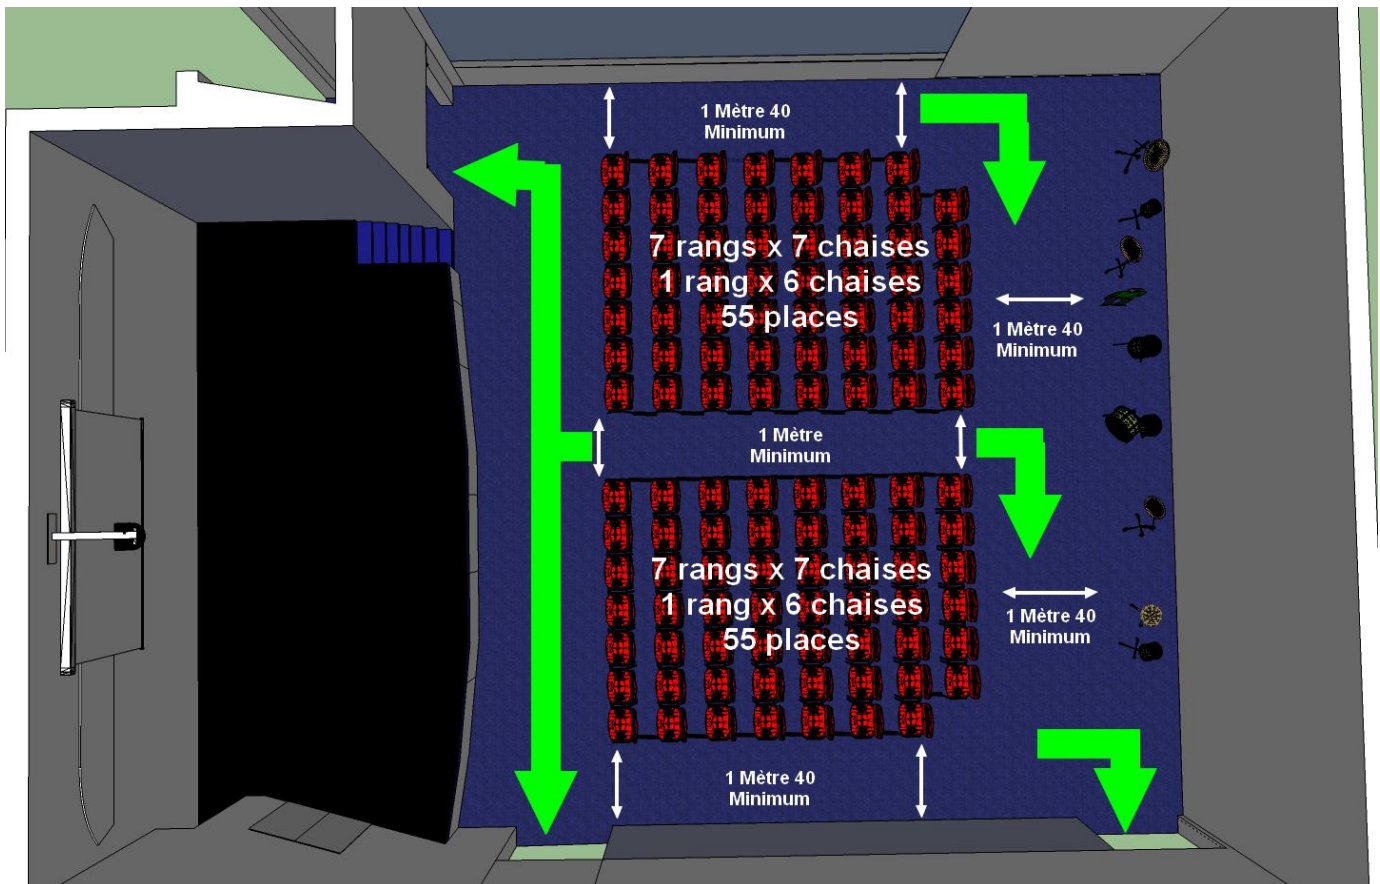 1 Mètre 40
Minimum
7 rangs x 7 chaises
1 rang x 6 chaises
55 places
1 Mètre 40
Minimum
1 Mètre
Minimum
7 rangs x 7 chaises
1 rang x 6 chaises
55 places
1 Mètre 40
Minimum
1 Mètre 40
Minimum